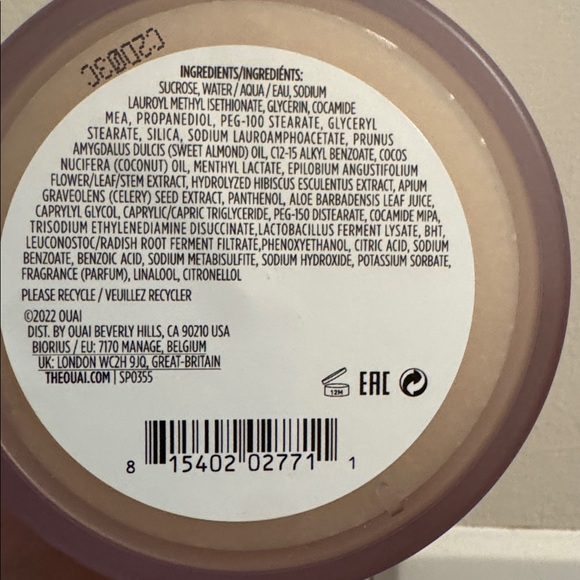 INGREDIENTS/INGREDIÉNTS:
SUCROSE, WATER / AQUA / EAU, SODIUM
LAUROYL METHYL ISETHIONATE, GLYCERIN, COCAMIDE
MEA, PROPANEDIOL, PEG-100 STEARATE, GLYCERYL
STEARATE, SILICA, SODIUM LAUROAMPHOACETATE, PRUNUS
AMYGDALUS DULCIS (SWEET ALMOND) OIL, C12-15 ALKYL BENZOATE, COCOS
NUCIFERA (COCONUT) OIL, MENTHYL LACTATE, EPILOBIUM ANGUSTIFOLIUM
FLOWER/LEAF/STEM EXTRACT, HYDROLYZED HIBISCUS ESCULENTUS EXTRACT, APIUM
GRAVEOLENS (CELERY) SEED EXTRACT, PANTHENOL, ALOE BARBADENSIS LEAF JUICE,
CAPRYLYL GLYCOL, CAPRYLIC/CAPRIC TRIGLYCERIDE, PEG-150 DISTEARATE, COCAMIDE MIPA,
TRISODIUM ETHYLENEDIAMINE DISUCCINATE, LACTOBACILLUS FERMENT LYSATE, BHT,
LEUCONOSTOC/RADISH ROOT FERMENT FILTRATE, PHENOXYETHANOL, CITRIC ACID, SODIUM
BENZOATE, BENZOIC ACID, SODIUM METABISULFITE, SODIUM HYDROXIDE, POTASSIUM SORBATE,
FRAGRANCE (PARFUM), LINALOOL, CITRONELLOL
PLEASE RECYCLE / VEUILLEZ RECYCLER
©2022 OUAI
DIST. BY OUAI BEVERLY HILLS, CA 90210 USA
BIORIUS / EU: 7170 MANAGE, BELGIUM
UK: LONDON WC2H 9JQ, GREAT-BRITAIN
THEOUAI.COM | SP0355
12M EAC
8 15402 02771 1